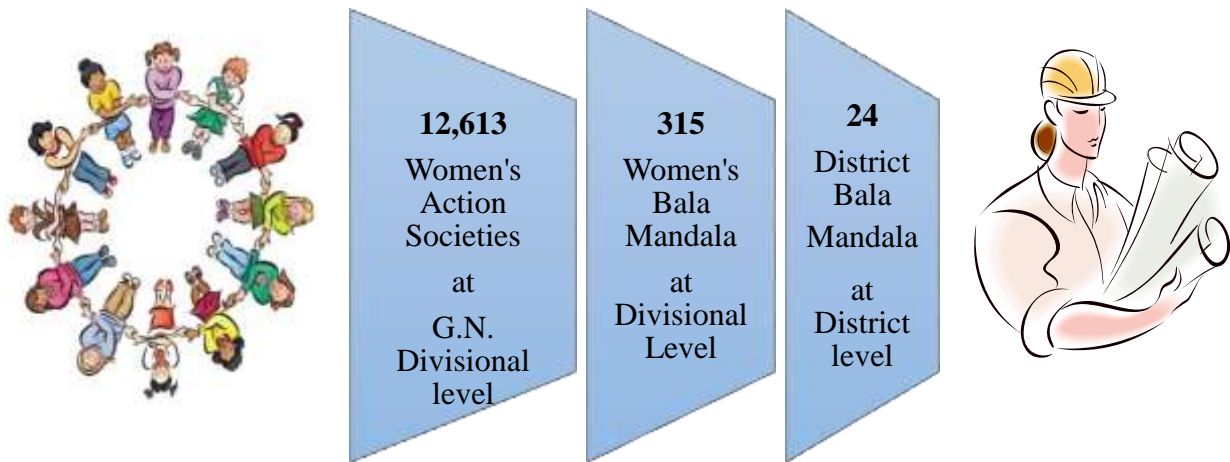 12,613
Women's
Action
Societies
at
G.N.
Divisional
level
315
Women's
Bala
Mandala
at
Divisional
Level
24
District
Bala
Mandala
at
District
level